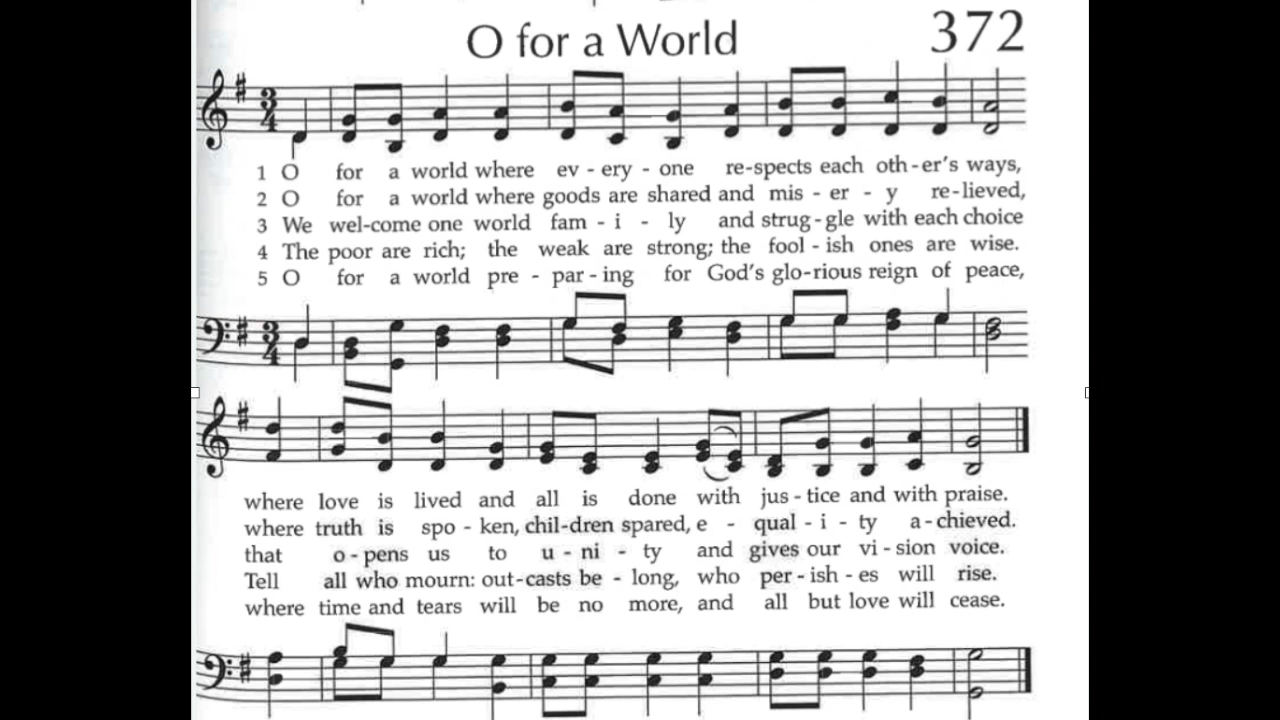 O for a World 372
3
4
1 O for a world where ev - ery - one re-spects each oth-er's ways,
2 O for a world where goods are shared and mis - er - y re-lieved,
3 We wel-come one world fam - i - ly and strug-gle with each choice
4 The poor are rich; the weak are strong; the fool - ish ones are wise.
5 O for a world pre - par - ing for God's glo-rious reign of peace,
3
4
where love is lived and all is done with jus - tice and with praise.
where truth is spo - ken, chil-dren spared, e - qual - i - ty a-chieved.
that o-pens us to u - ni - ty and gives our vi - sion voice.
Tell all who mourn: out-casts be - long, who per - ish - es will rise.
where time and tears will be no more, and all but love will cease.